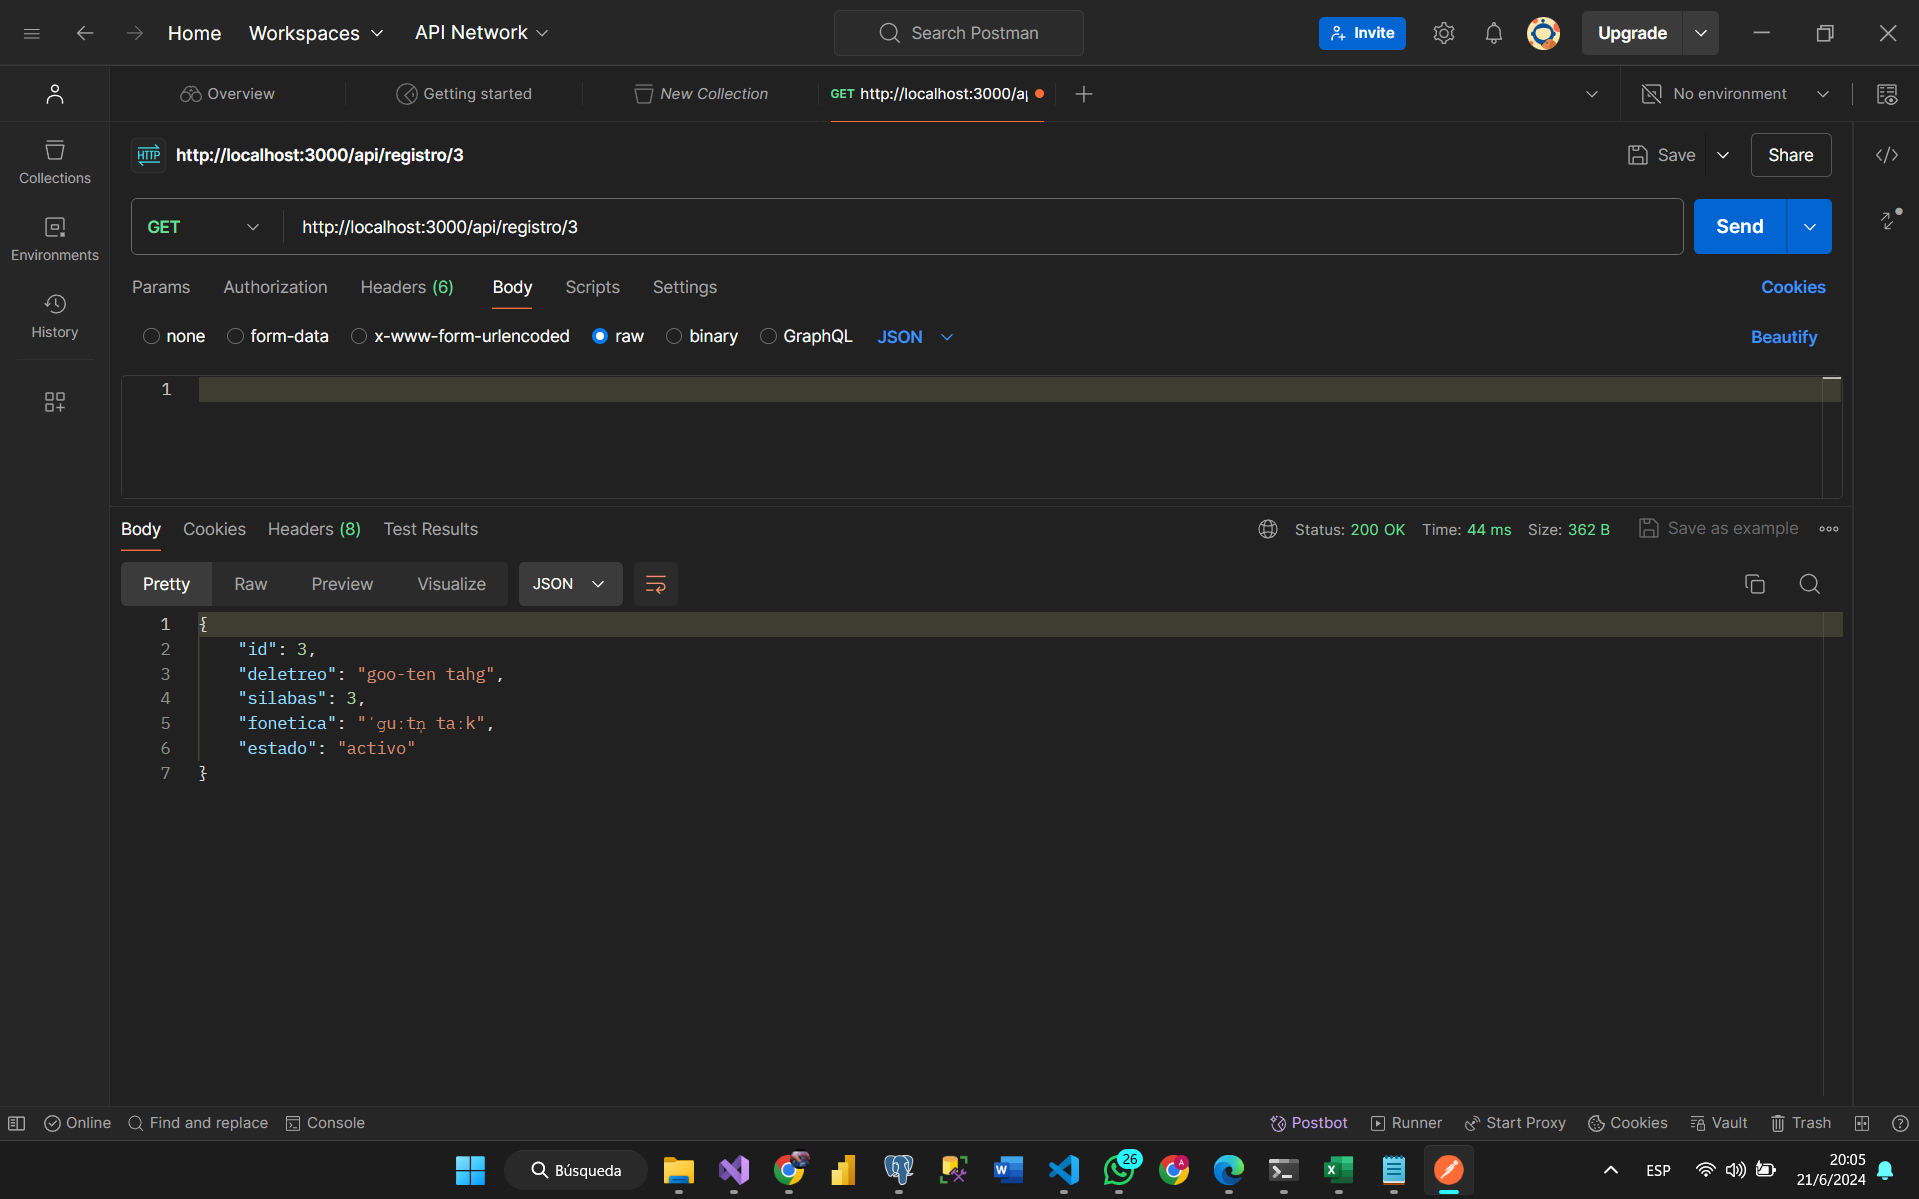 Home Workspaces API Network Search Postman Invite Upgrade
Overview Getting started New Collection GET http://localhost:3000/a No environment
HTTP http://localhost:3000/api/registro/3 Save Share
Collections
GET http://localhost:3000/api/registro/3 Send
Environments
Params Authorization Headers (6) Body Scripts Settings Cookies
History
none form-data x-www-form-urlencoded raw binary GraphQL JSON Beautify
1
Body Cookies Headers (8) Test Results Status: 200 OK Time: 44 ms Size: 362 B Save as example
Pretty Raw Preview Visualize JSON
1 {
2 "id": 3,
3 "deletreo": "goo-ten tahg",
4 "silabas": 3,
5 "fonetica": "ˈɡuːtn̩ taːk",
6 "estado": "activo"
7 }
Online Find and replace Console Postbot Runner Start Proxy Cookies Vault Trash
Búsqueda 26 ESP 20:05
21/6/2024